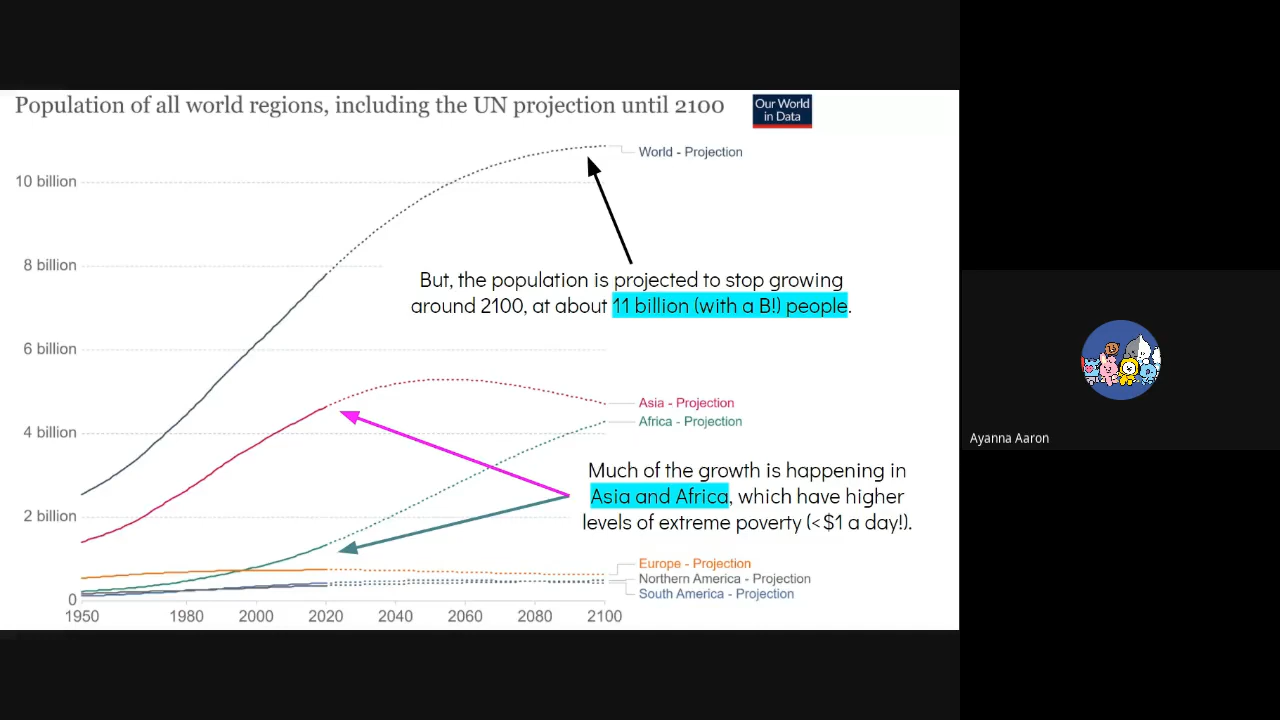 Population of all world regions, including the UN projection until 2100
Our World
in Data
World - Projection
10 billion
8 billion
But, the population is projected to stop growing
around 2100, at about 11 billion (with a B!) people.
6 billion
Asia - Projection
Africa - Projection
4 billion
Much of the growth is happening in
Asia and Africa, which have higher
levels of extreme poverty (<$1 a day!).
2 billion
Europe - Projection
Northern America - Projection
South America - Projection
0
1950 1980 2000 2020 2040 2060 2080 2100
Ayanna Aaron